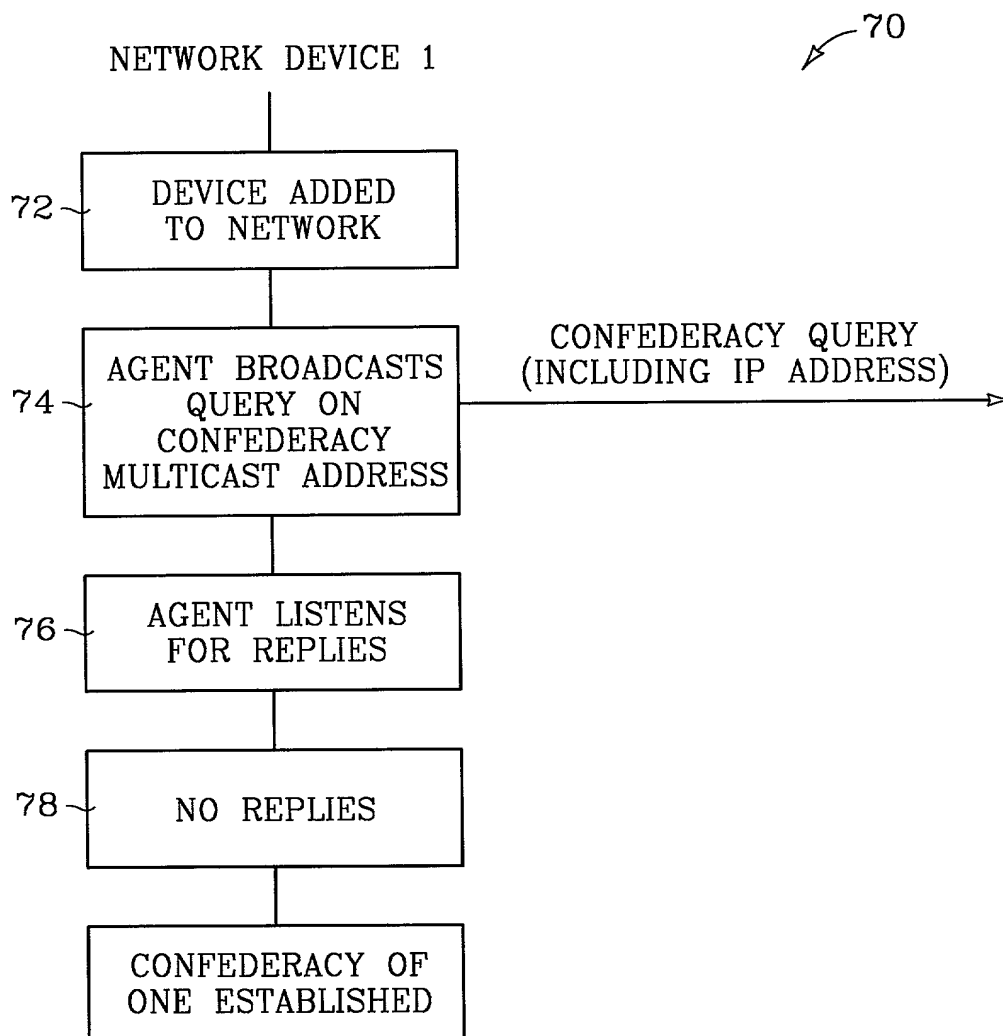 70
NETWORK DEVICE 1
72
DEVICE ADDED
TO NETWORK
74
AGENT BROADCASTS
QUERY ON
CONFEDERACY
MULTICAST ADDRESS
CONFEDERACY QUERY
(INCLUDING IP ADDRESS)
76
AGENT LISTENS
FOR REPLIES
78
NO REPLIES
CONFEDERACY OF
ONE ESTABLISHED